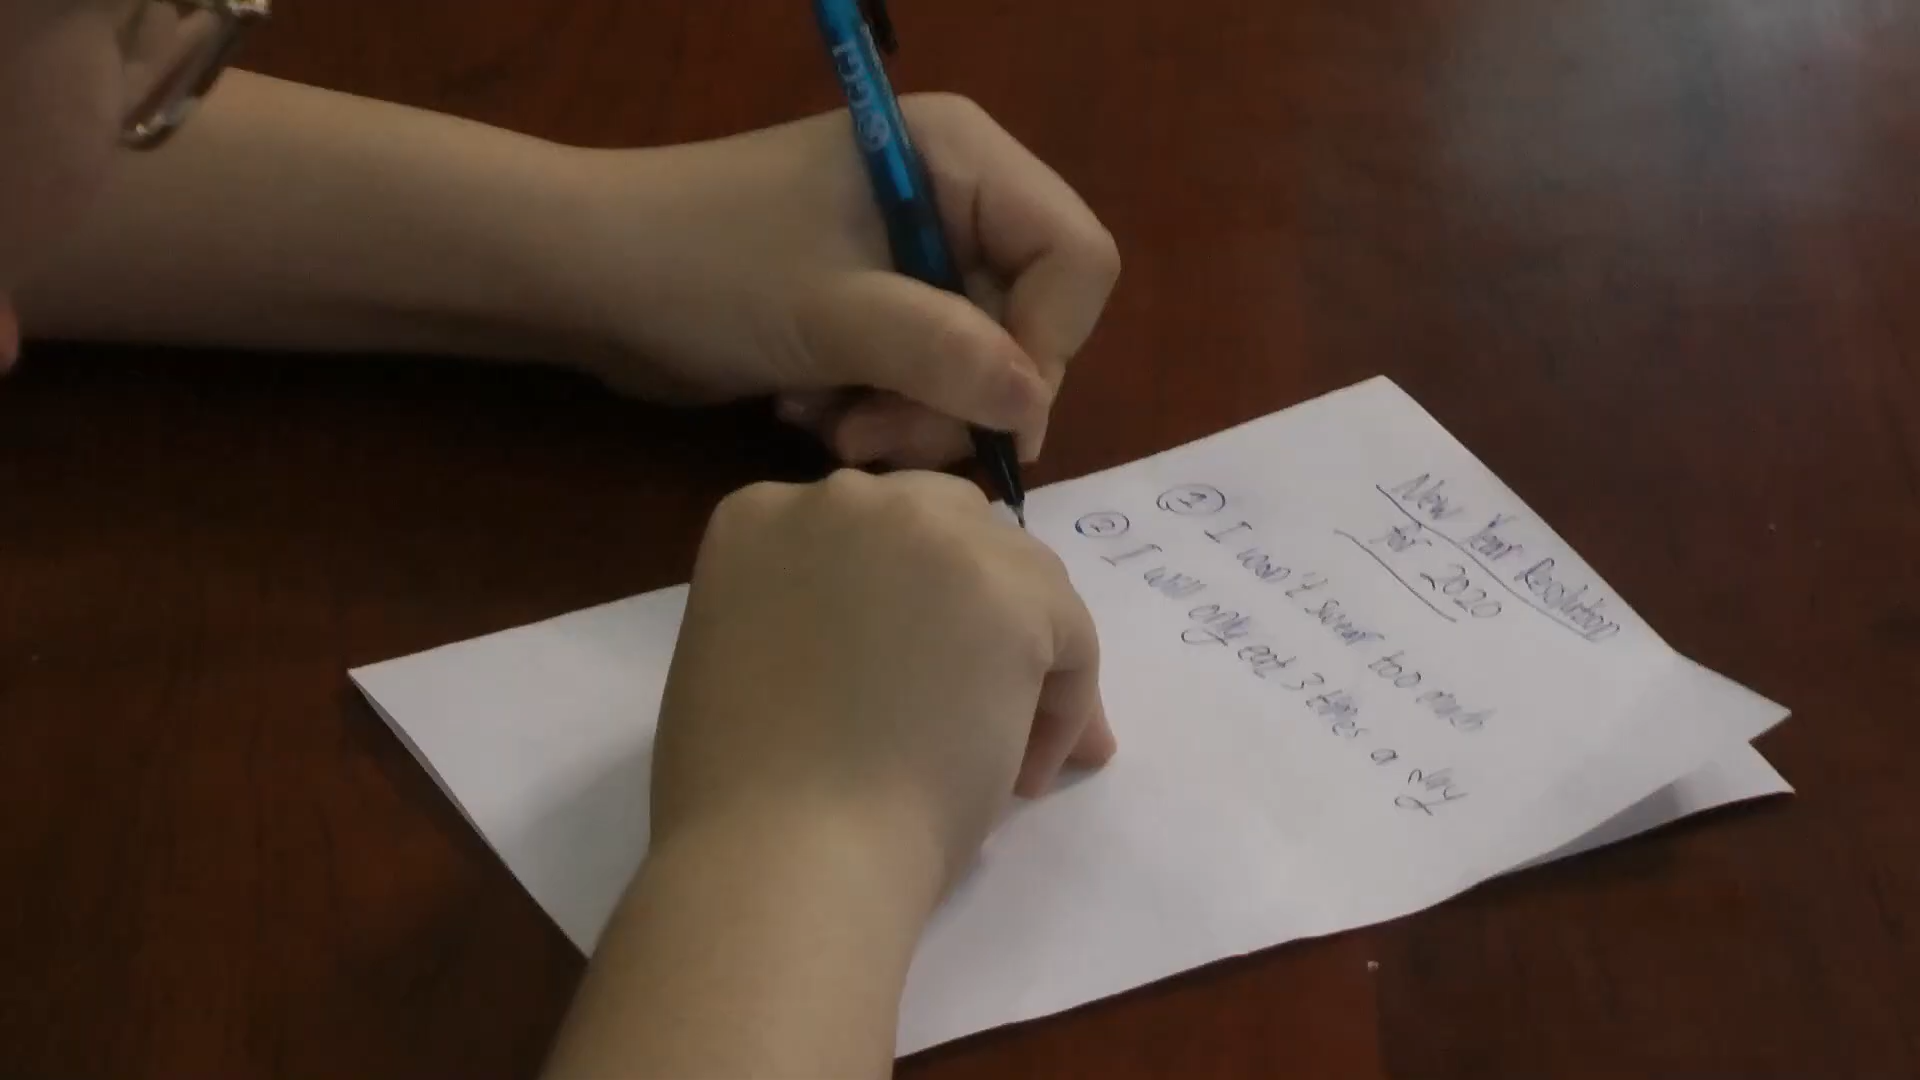 New Year Resolution
for 2020
① I won't swear too much
② I will only eat 3 times a day